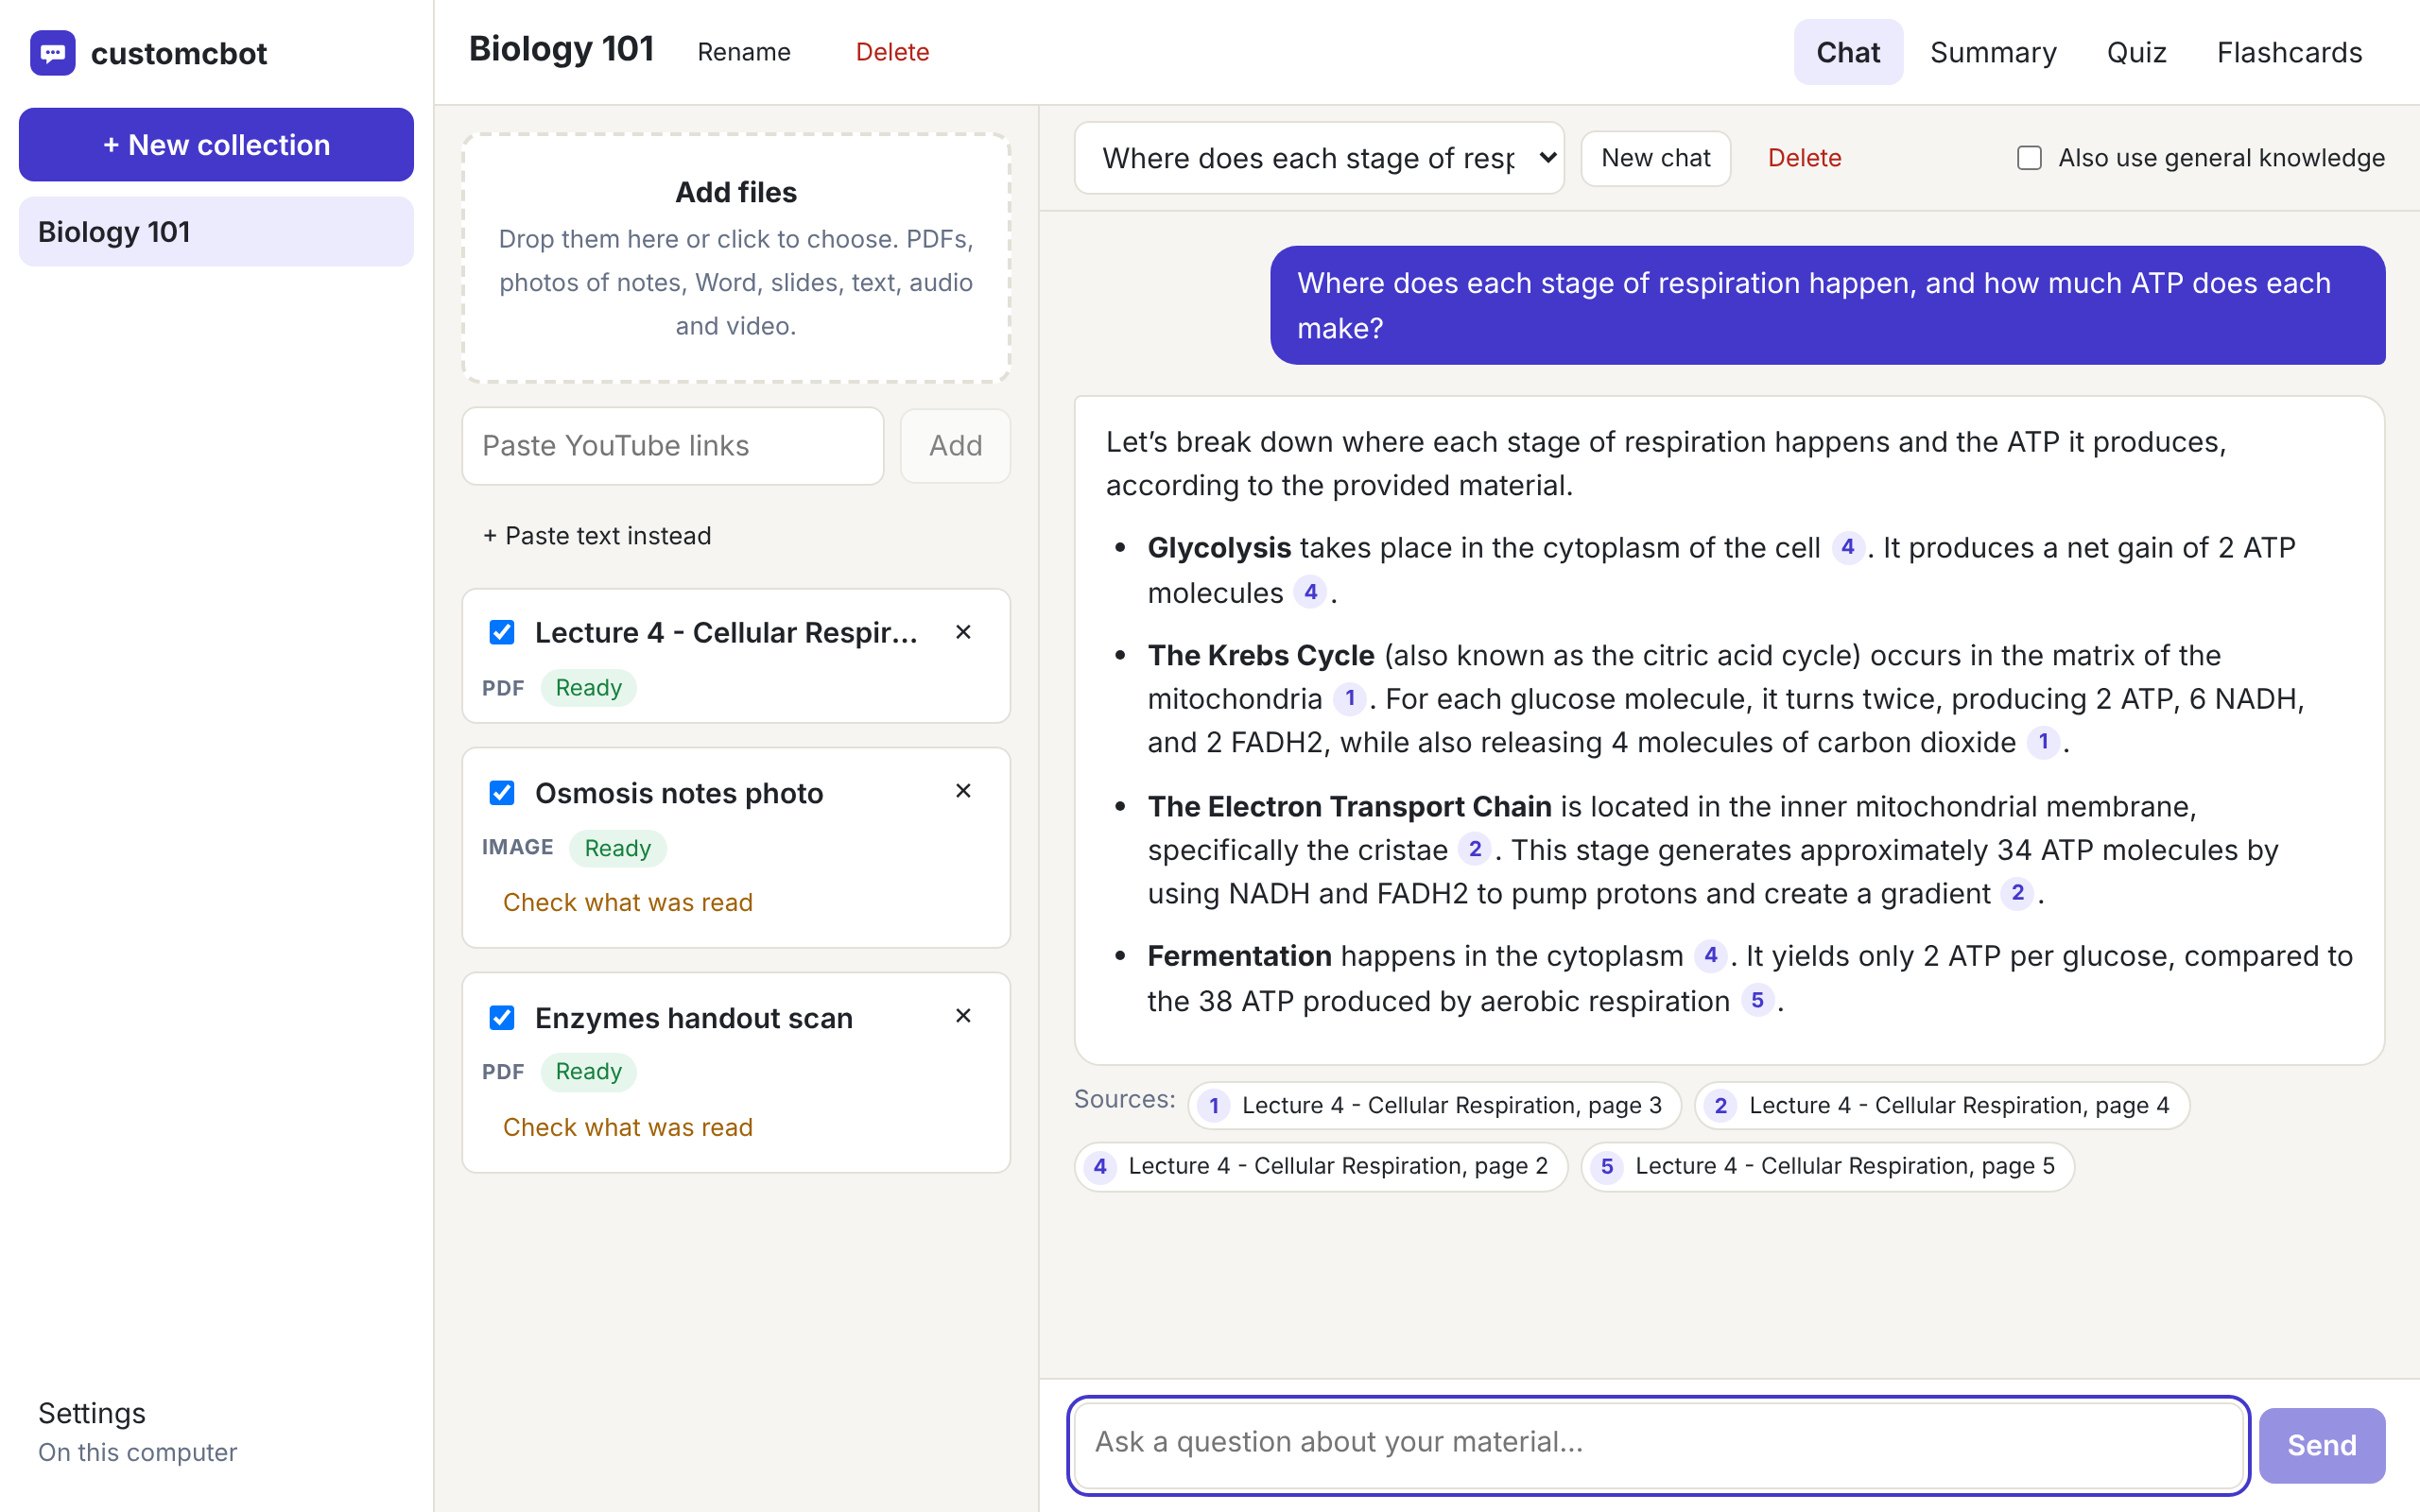 customcbot
+ New collection
Biology 101
Settings
On this computer
Biology 101
Rename
Delete
Chat
Summary
Quiz
Flashcards
Add files
Drop them here or click to choose. PDFs,
photos of notes, Word, slides, text, audio
and video.
Paste YouTube links
Add
+ Paste text instead
Lecture 4 - Cellular Respir...
×
PDF
Ready
Osmosis notes photo
×
IMAGE
Ready
Check what was read
Enzymes handout scan
×
PDF
Ready
Check what was read
Where does each stage of resp
New chat
Delete
Also use general knowledge
Where does each stage of respiration happen, and how much ATP does each
make?
Let’s break down where each stage of respiration happens and the ATP it produces,
according to the provided material.
• Glycolysis takes place in the cytoplasm of the cell 4. It produces a net gain of 2 ATP
molecules 4.
• The Krebs Cycle (also known as the citric acid cycle) occurs in the matrix of the
mitochondria 1. For each glucose molecule, it turns twice, producing 2 ATP, 6 NADH,
and 2 FADH2, while also releasing 4 molecules of carbon dioxide 1.
• The Electron Transport Chain is located in the inner mitochondrial membrane,
specifically the cristae 2. This stage generates approximately 34 ATP molecules by
using NADH and FADH2 to pump protons and create a gradient 2.
• Fermentation happens in the cytoplasm 4. It yields only 2 ATP per glucose, compared to
the 38 ATP produced by aerobic respiration 5.
Sources: 1 Lecture 4 - Cellular Respiration, page 3 2 Lecture 4 - Cellular Respiration, page 4
4 Lecture 4 - Cellular Respiration, page 2 5 Lecture 4 - Cellular Respiration, page 5
Ask a question about your material...
Send